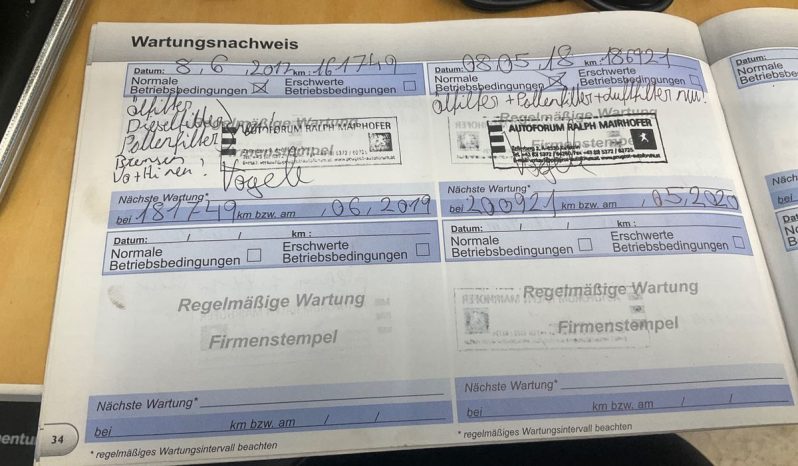 Wartungsnachweis
Datum: 8,6,2017 km: 161749
Normale Betriebsbedingungen ☒ Erschwerte Betriebsbedingungen ☐
Ölfilter
Dieselfilter
Pollenfilter
Bremsen
Vo+Hinen!
Regelmäßige Wartung
AUTOFORUM RALPH MAIRHOFER
Nächste Wartung*
bei 181749 km bzw. am ,06,2019
Datum: 08.05.18 km: 186921
Normale Betriebsbedingungen ☒ Erschwerte Betriebsbedingungen ☐
Ölfilter + Pollenfilter + Luftfilter
Regelmäßige Wartung
AUTOFORUM RALPH MAIRHOFER
Nächste Wartung*
bei 200921 km bzw. am ,05,2020
Datum: / / km:
Normale Betriebsbedingungen ☐ Erschwerte Betriebsbedingungen ☐
Regelmäßige Wartung
Firmenstempel
Nächste Wartung*
bei km bzw. am / /
* regelmäßiges Wartungsintervall beachten
Datum: / / km:
Normale Betriebsbedingungen ☐ Erschwerte Betriebsbedingungen ☐
Regelmäßige Wartung
Firmenstempel
Nächste Wartung*
bei km bzw. am / /
* regelmäßiges Wartungsintervall beachten
34
Datum:
Normale